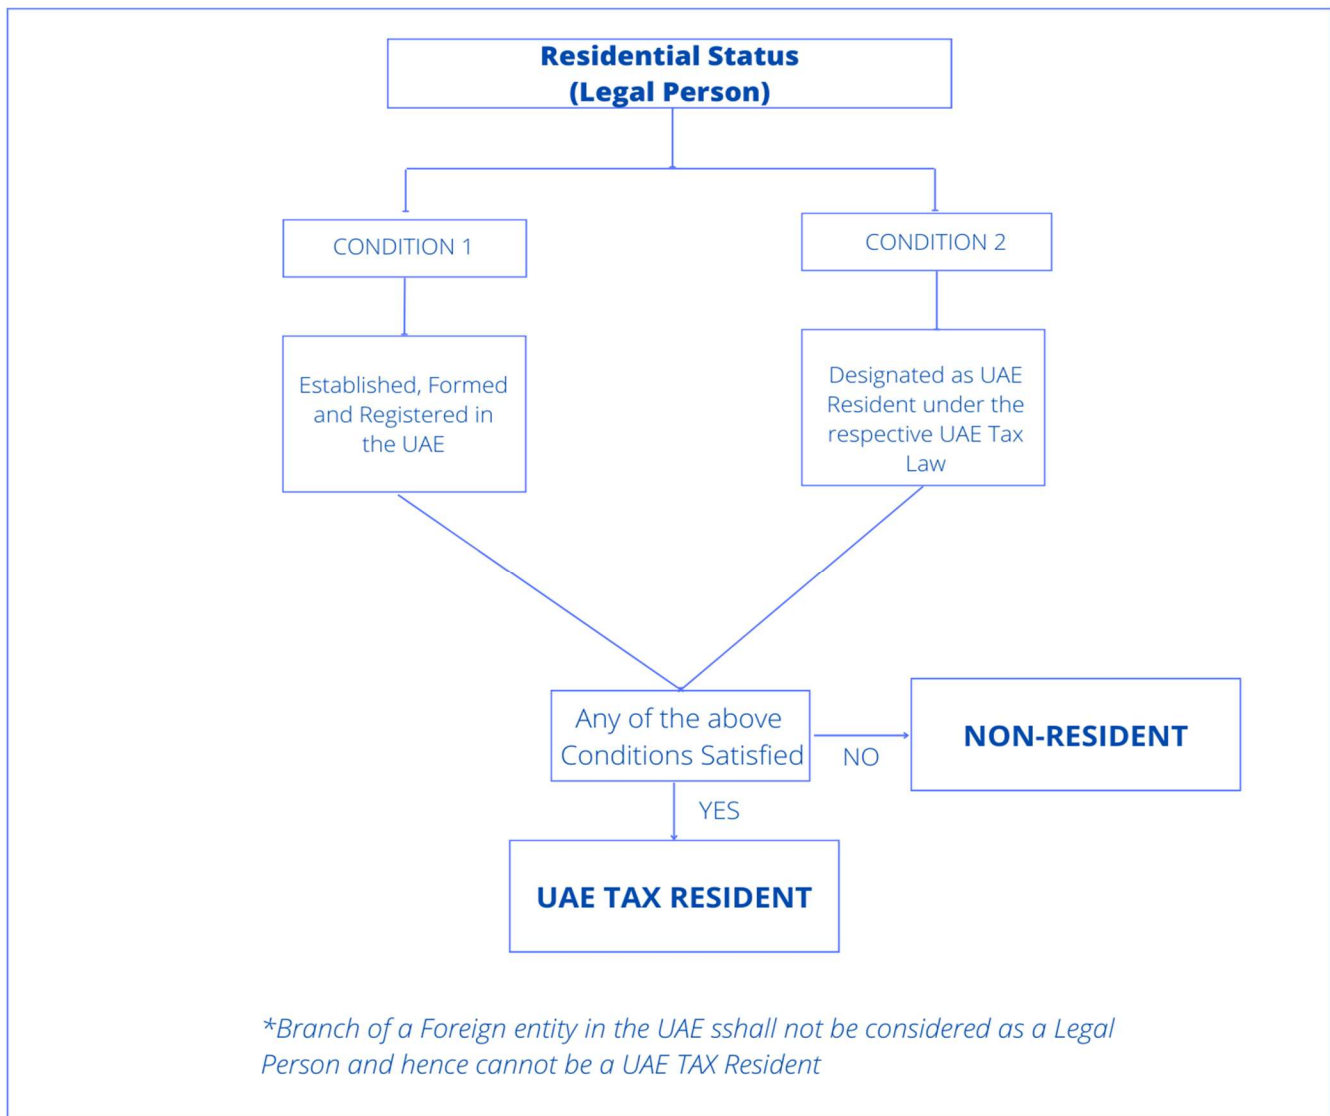 Residential Status
(Legal Person)
CONDITION 1
CONDITION 2
Established, Formed
and Registered in
the UAE
Designated as UAE
Resident under the
respective UAE Tax
Law
Any of the above
Conditions Satisfied
NO
NON-RESIDENT
YES
UAE TAX RESIDENT
*Branch of a Foreign entity in the UAE sshall not be considered as a Legal
Person and hence cannot be a UAE TAX Resident